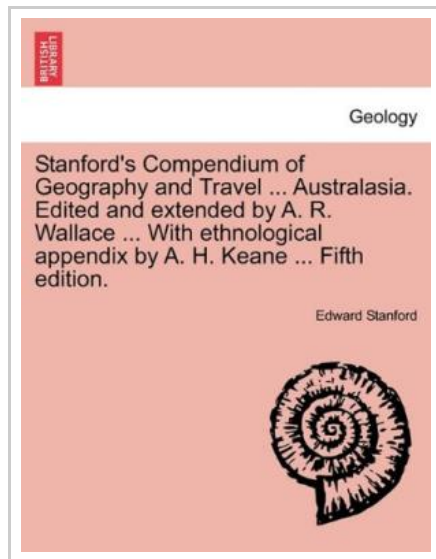 BRITISH
LIBRARY
Geology
Stanford's Compendium of
Geography and Travel ... Australasia.
Edited and extended by A. R.
Wallace ... With ethnological
appendix by A. H. Keane ... Fifth
edition.
Edward Stanford